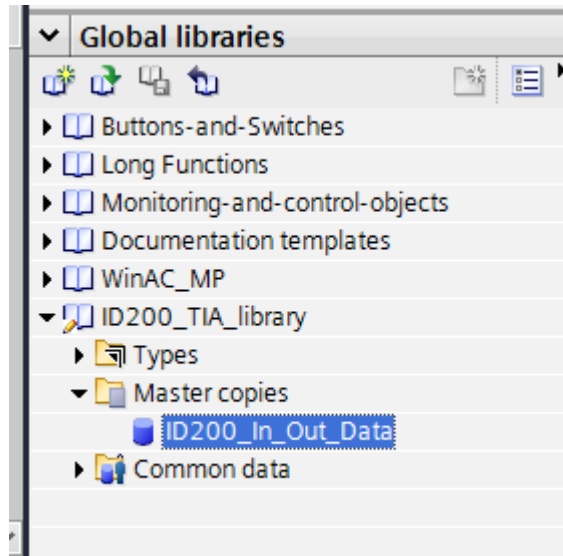 Global libraries
Buttons-and-Switches
Long Functions
Monitoring-and-control-objects
Documentation templates
WinAC_MP
ID200_TIA_library
Types
Master copies
ID200_In_Out_Data
Common data